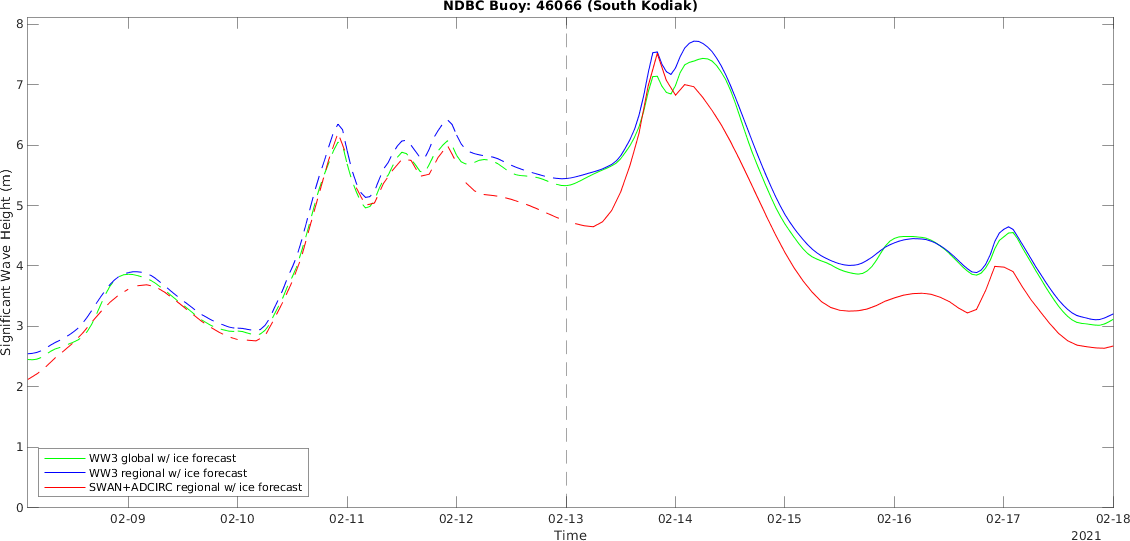 NDBC Buoy: 46066 (South Kodiak)
8
7
6
5
4
3
2
1
0
Significant Wave Height (m)
WW3 global w/ ice forecast
WW3 regional w/ ice forecast
SWAN+ADCIRC regional w/ ice forecast
02-09 02-10 02-11 02-12 02-13 02-14 02-15 02-16 02-17 02-18
Time
2021